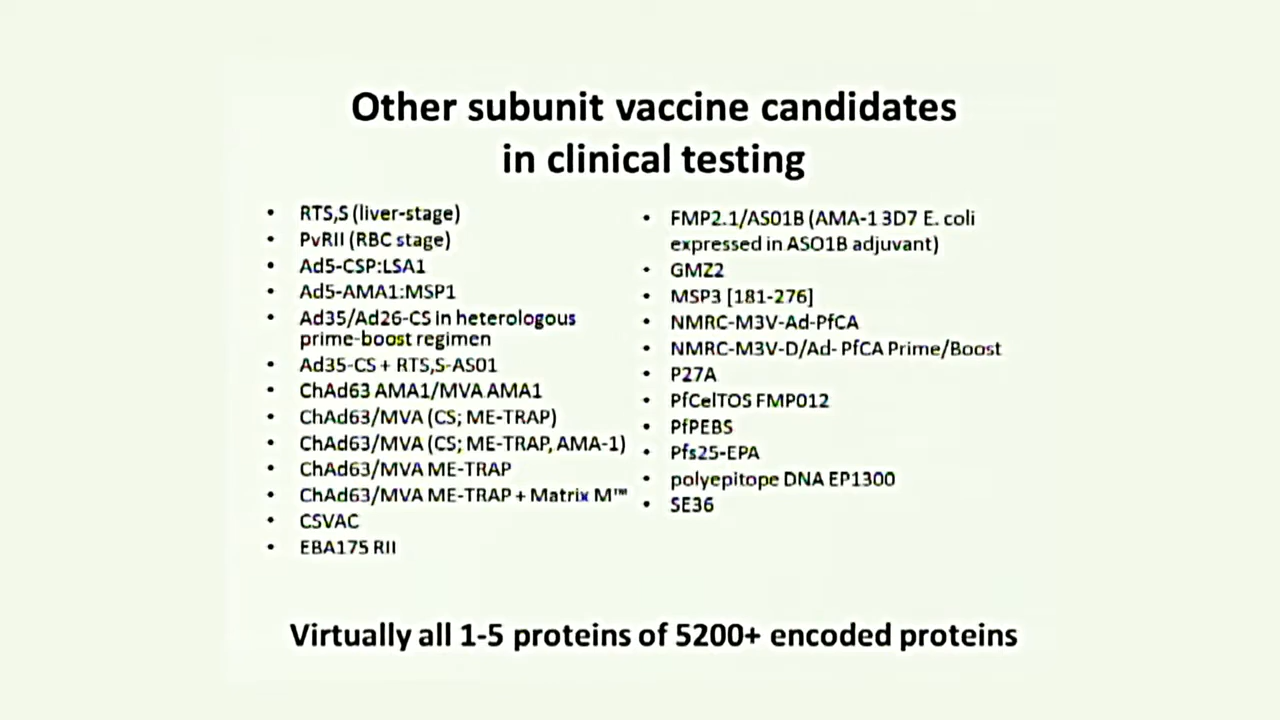 Other subunit vaccine candidates
in clinical testing
• RTS,S (liver-stage)
• PvRII (RBC stage)
• Ad5-CSP:LSA1
• Ad5-AMA1:MSP1
• Ad35/Ad26-CS in heterologous
prime-boost regimen
• Ad35-CS + RTS,S-AS01
• ChAd63 AMA1/MVA AMA1
• ChAd63/MVA (CS; ME-TRAP)
• ChAd63/MVA (CS; ME-TRAP, AMA-1)
• ChAd63/MVA ME-TRAP
• ChAd63/MVA ME-TRAP + Matrix M™
• CSVAC
• EBA175 RII
• FMP2.1/AS01B (AMA-1 3D7 E. coli
expressed in ASO1B adjuvant)
• GMZ2
• MSP3 [181-276]
• NMRC-M3V-Ad-PfCA
• NMRC-M3V-D/Ad- PfCA Prime/Boost
• P27A
• PfCelTOS FMP012
• PfPEBS
• Pfs25-EPA
• polyepitope DNA EP1300
• SE36
Virtually all 1-5 proteins of 5200+ encoded proteins